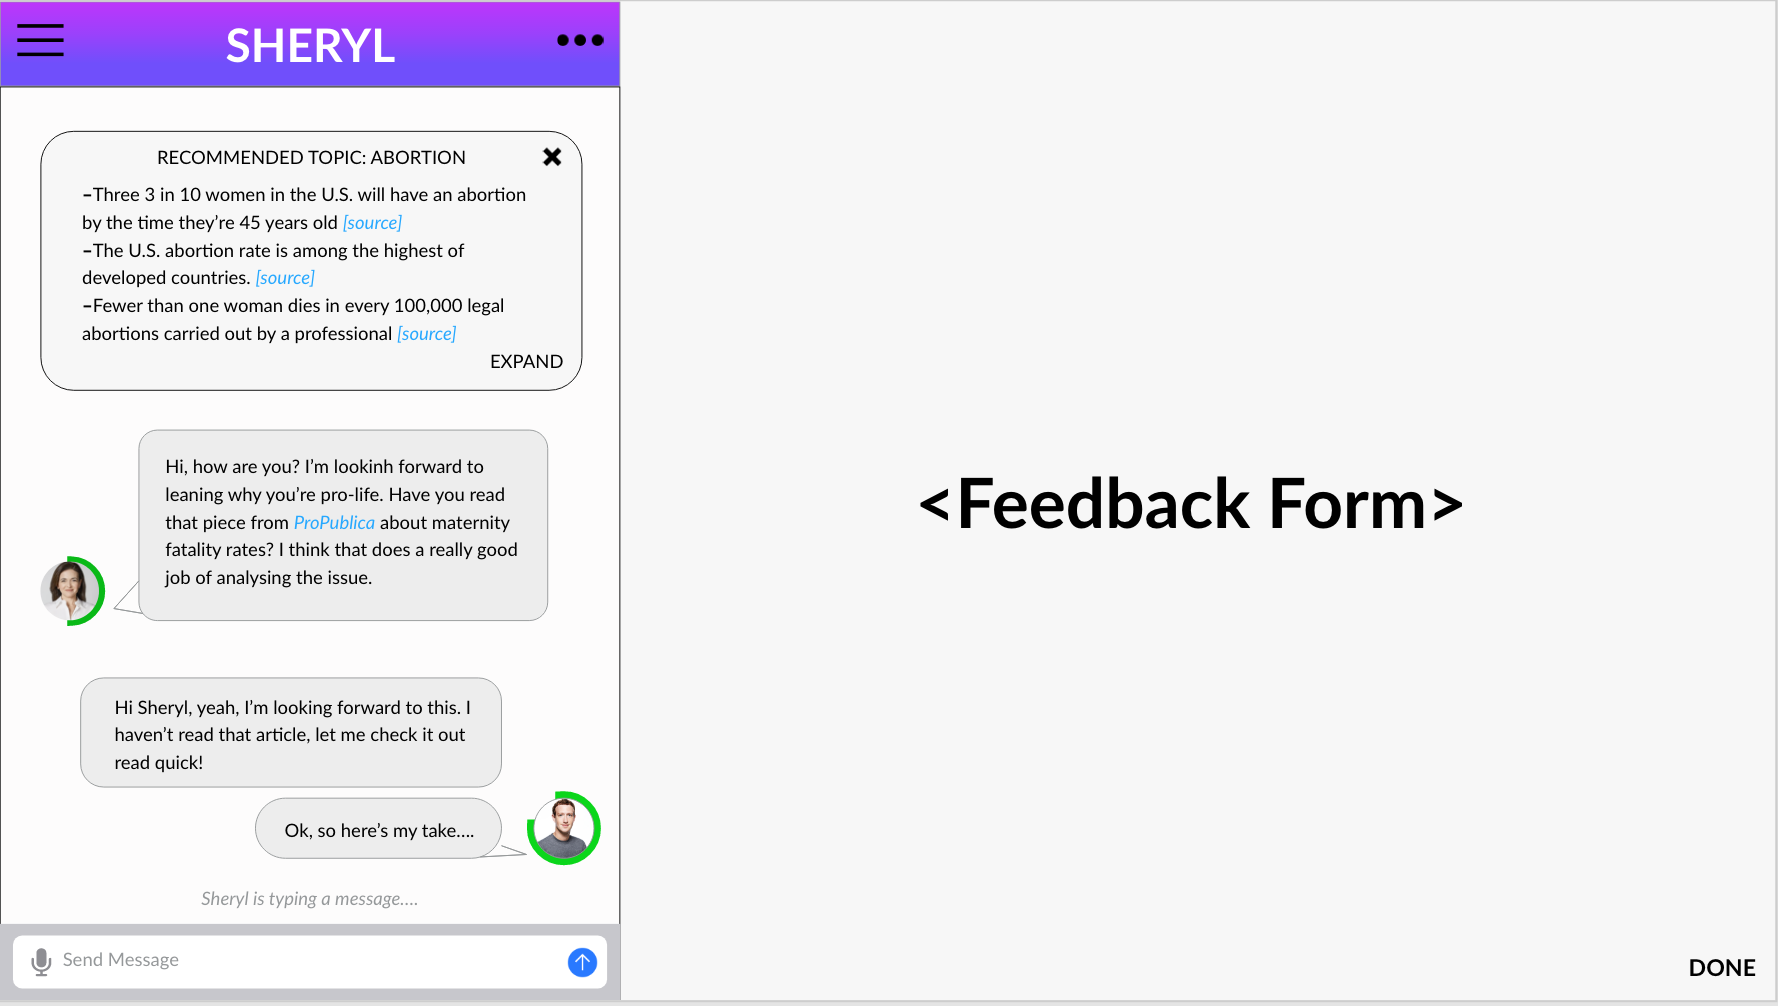 SHERYL
RECOMMENDED TOPIC: ABORTION
–Three 3 in 10 women in the U.S. will have an abortion
by the time they’re 45 years old [source]
–The U.S. abortion rate is among the highest of
developed countries. [source]
–Fewer than one woman dies in every 100,000 legal
abortions carried out by a professional [source]
EXPAND
Hi, how are you? I’m lookinh forward to
leaning why you’re pro-life. Have you read
that piece from ProPublica about maternity
fatality rates? I think that does a really good
job of analysing the issue.
Hi Sheryl, yeah, I’m looking forward to this. I
haven’t read that article, let me check it out
read quick!
Ok, so here’s my take....
Sheryl is typing a message....
Send Message
<Feedback Form>
DONE